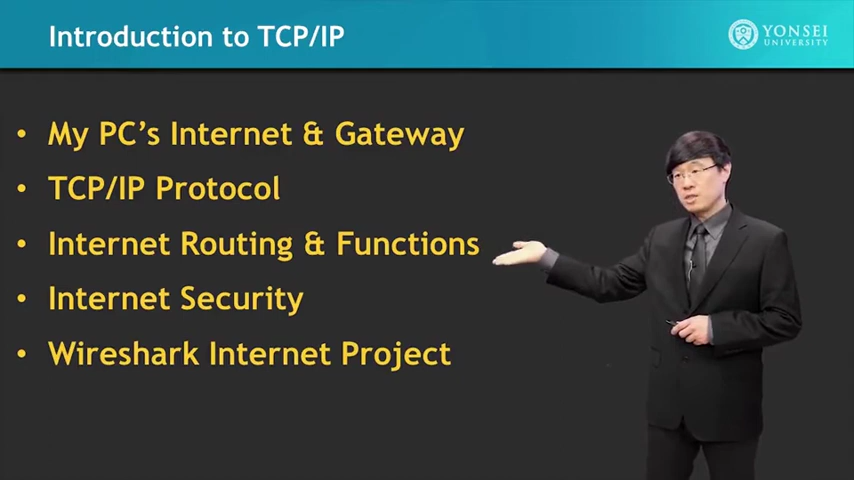 Introduction to TCP/IP
YONSEI
UNIVERSITY
• My PC’s Internet & Gateway
• TCP/IP Protocol
• Internet Routing & Functions
• Internet Security
• Wireshark Internet Project